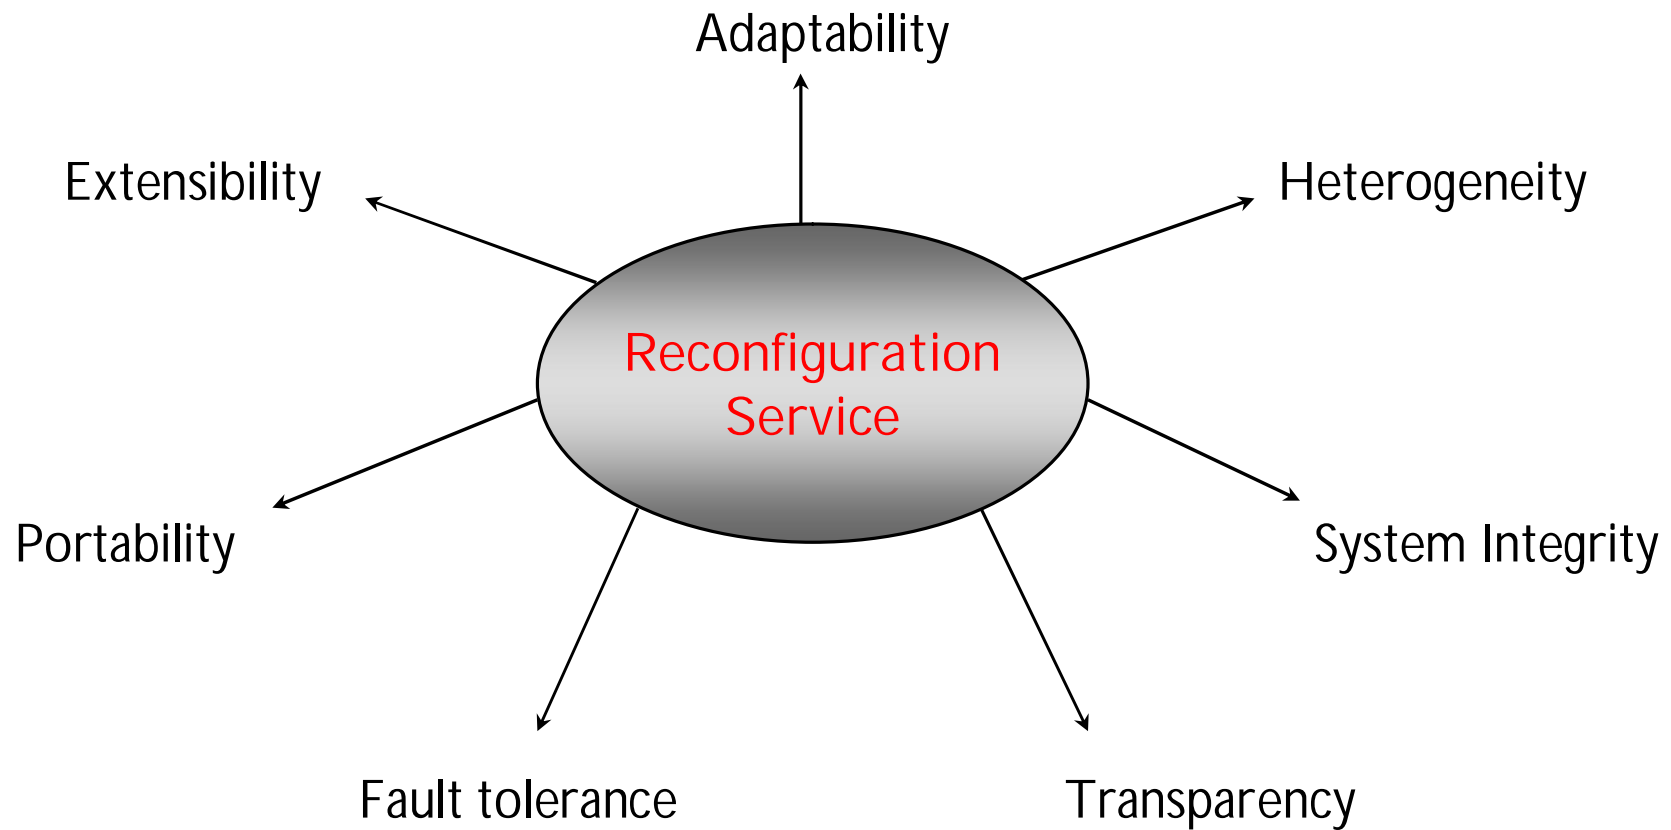 Adaptability
Extensibility
Heterogeneity
Reconfiguration
Service
Portability
System Integrity
Fault tolerance
Transparency